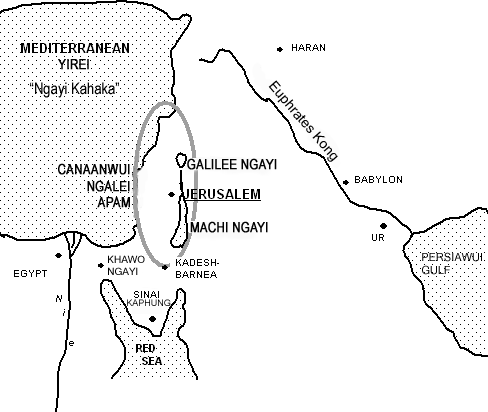 MEDITERRANEAN
YIREI
“Ngayi Kahaka”
HARAN
Euphrates Kong
CANAANWUI
NGALEI
APAM
GALILEE NGAYI
JERUSALEM
BABYLON
MACHI NGAYI
UR
PERSIAWUI
GULF
EGYPT
KHAWO
NGAYI
KADESH-
BARNEA
Nile
SINAI
KAPHUNG
RED
SEA